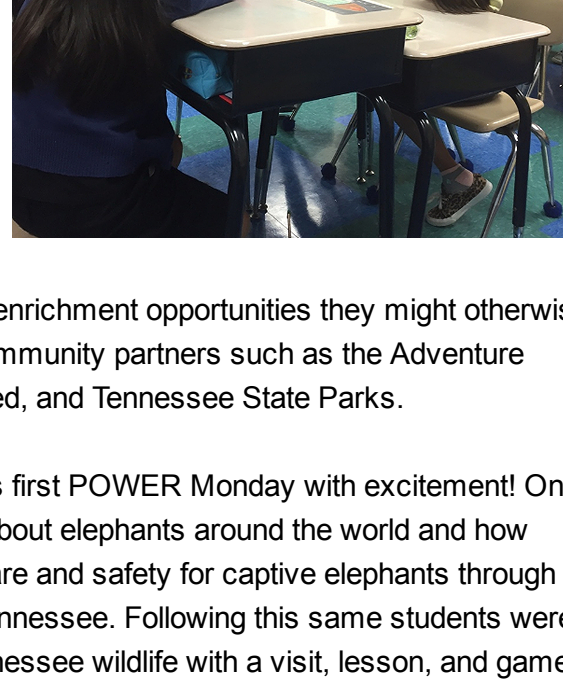 enrichment opportunities they might otherwis
mmunity partners such as the Adventure
ed, and Tennessee State Parks.
s first POWER Monday with excitement! On
bout elephants around the world and how
are and safety for captive elephants through
nnessee. Following this same students were
nessee wildlife with a visit, lesson, and game